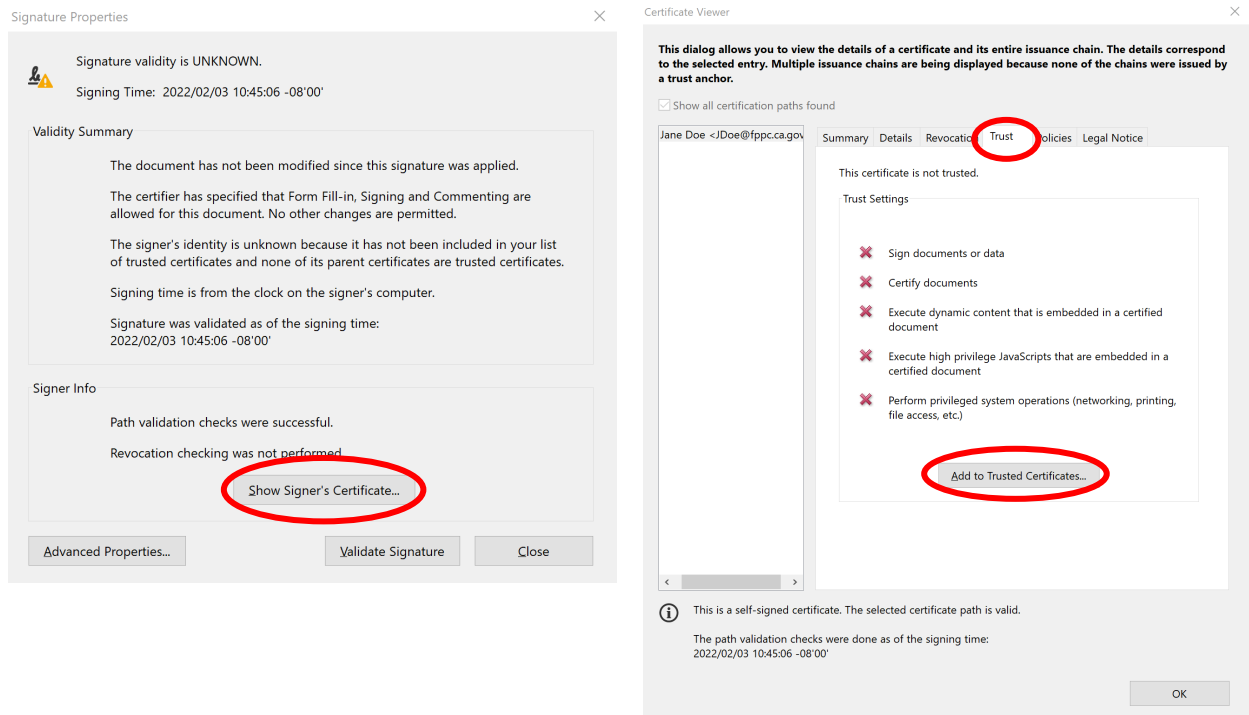 Signature Properties
Signature validity is UNKNOWN.
Signing Time: 2022/02/03 10:45:06 -08'00'
Validity Summary
The document has not been modified since this signature was applied.
The certifier has specified that Form Fill-in, Signing and Commenting are
allowed for this document. No other changes are permitted.
The signer's identity is unknown because it has not been included in your list
of trusted certificates and none of its parent certificates are trusted certificates.
Signing time is from the clock on the signer's computer.
Signature was validated as of the signing time:
2022/02/03 10:45:06 -08'00'
Signer Info
Path validation checks were successful.
Revocation checking was not performed
Show Signer's Certificate...
Advanced Properties...
Validate Signature
Close
Certificate Viewer
This dialog allows you to view the details of a certificate and its entire issuance chain. The details correspond
to the selected entry. Multiple issuance chains are being displayed because none of the chains were issued by
a trust anchor.
Show all certification paths found
Jane Doe <JDoe@fppc.ca.gov
Summary Details Revocatio Trust olicies Legal Notice
This certificate is not trusted.
Trust Settings
Sign documents or data
Certify documents
Execute dynamic content that is embedded in a certified
document
Execute high privilege JavaScripts that are embedded in a
certified document
Perform privileged system operations (networking, printing,
file access, etc.)
Add to Trusted Certificates...
This is a self-signed certificate. The selected certificate path is valid.
The path validation checks were done as of the signing time:
2022/02/03 10:45:06 -08'00'
OK